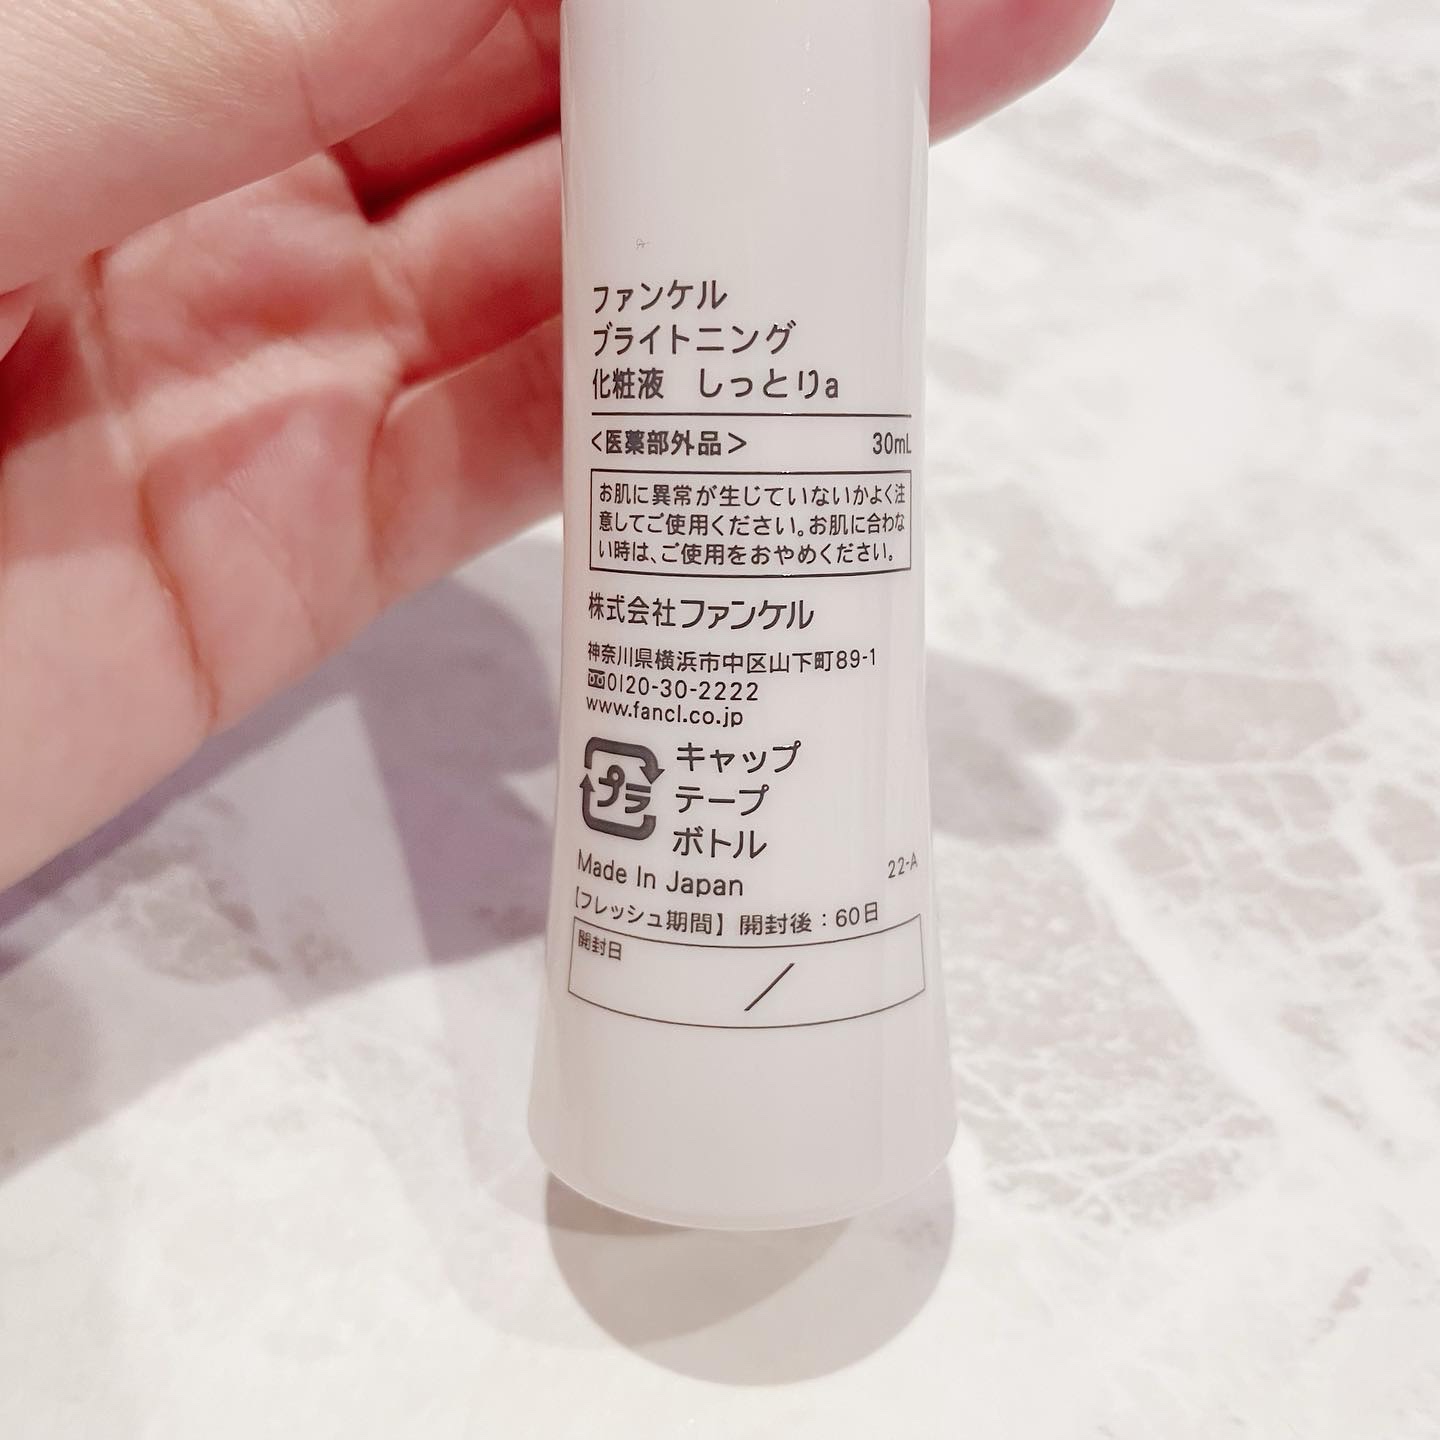 ファンケル
ブライトニング
化粧液 しっとりa
<医薬部外品> 30mL
お肌に異常が生じていないかよく注
意してご使用ください。お肌に合わな
い時は、ご使用をおやめください。
株式会社ファンケル
神奈川県横浜市中区山下町89-1
0120-30-2222
www.fancl.co.jp
プラ キャップ
テープ
ボトル
Made In Japan 22-A
【フレッシュ期間】開封後:60日
開封日
/